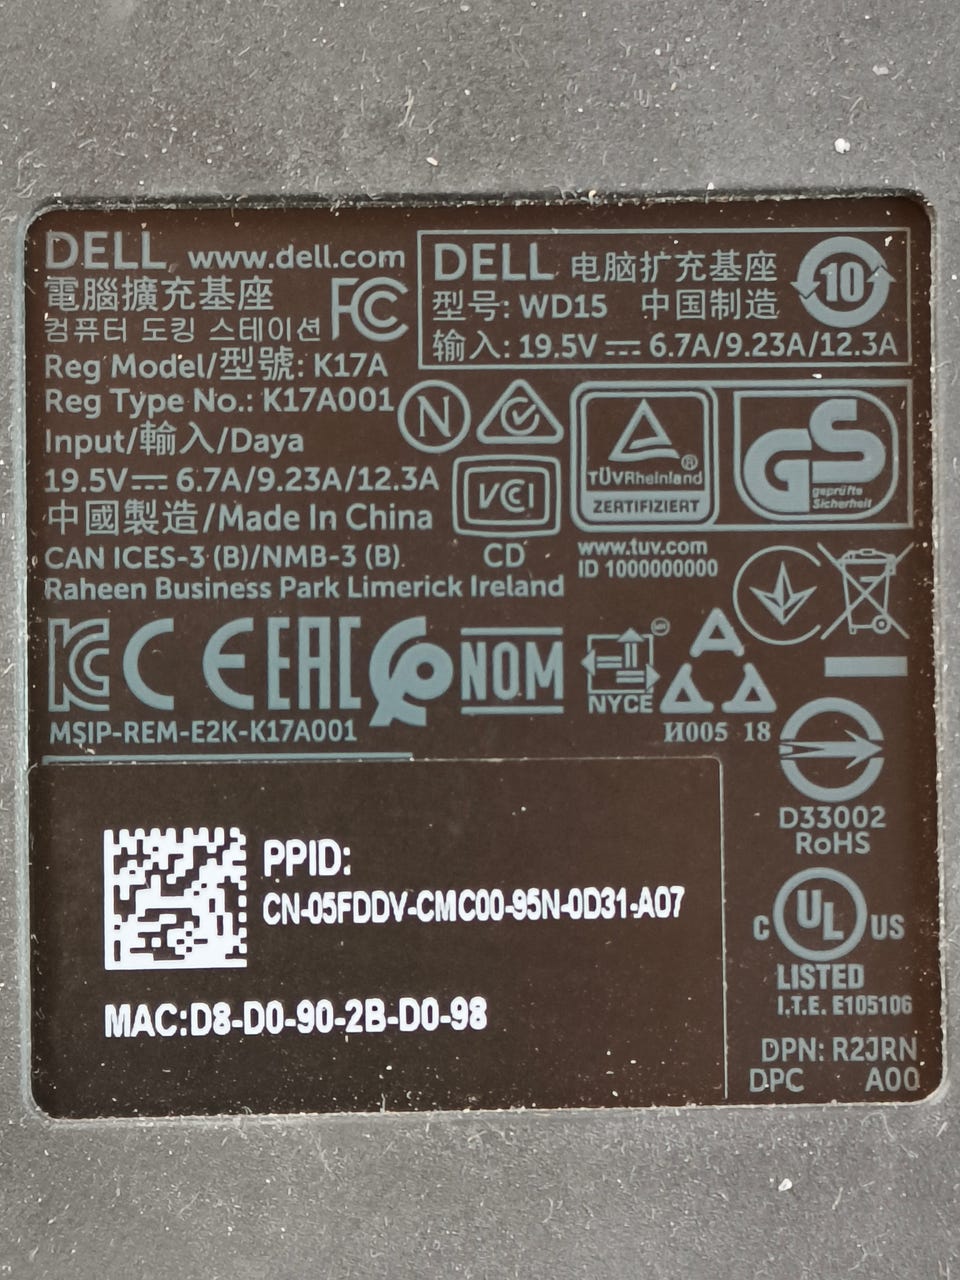 DELL www.dell.com
電腦擴充基座
컴퓨터 도킹 스테이션
FC
Reg Model/型號: K17A
Reg Type No.: K17A001
Input/輸入/Daya
19.5V⎓ 6.7A/9.23A/12.3A
中國製造/Made In China
CAN ICES-3 (B)/NMB-3 (B)
Raheen Business Park Limerick Ireland
DELL 电脑扩充基座
型号: WD15 中国制造
输入: 19.5V ⎓ 6.7A/9.23A/12.3A
10
N
VCI
CD
TÜVRheinland®
ZERTIFIZIERT
www.tuv.com
ID 1000000000
GS
geprüfte
Sicherheit
KC CE EAC
NOM
NYCE
MSIP-REM-E2K-K17A001
И005 18
D33002
RoHS
C UL US
LISTED
I.T.E. E105106
DPN: R2JRN
DPC A00
PPID:
CN-05FDDV-CMC00-95N-0D31-A07
MAC:D8-D0-90-2B-D0-98